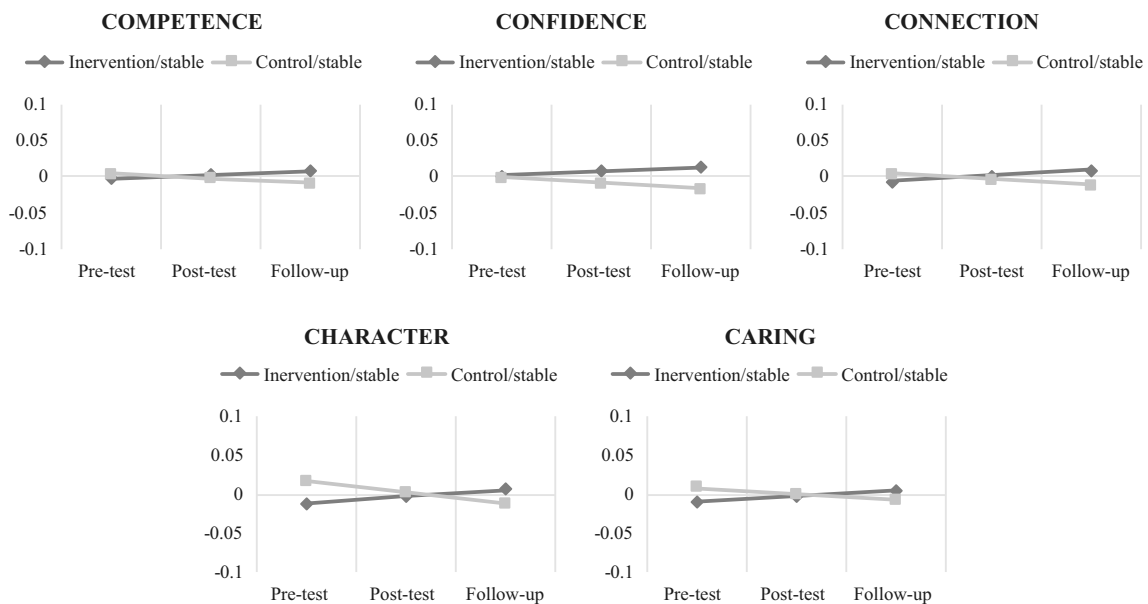 COMPETENCE
Inervention/stable Control/stable
0.1
0.05
0
-0.05
-0.1
Pre-test Post-test Follow-up
CONFIDENCE
Inervention/stable Control/stable
0.1
0.05
0
-0.05
-0.1
Pre-test Post-test Follow-up
CONNECTION
Inervention/stable Control/stable
0.1
0.05
0
-0.05
-0.1
Pre-test Post-test Follow-up
CHARACTER
Inervention/stable Control/stable
0.1
0.05
0
-0.05
-0.1
Pre-test Post-test Follow-up
CARING
Inervention/stable Control/stable
0.1
0.05
0
-0.05
-0.1
Pre-test Post-test Follow-up